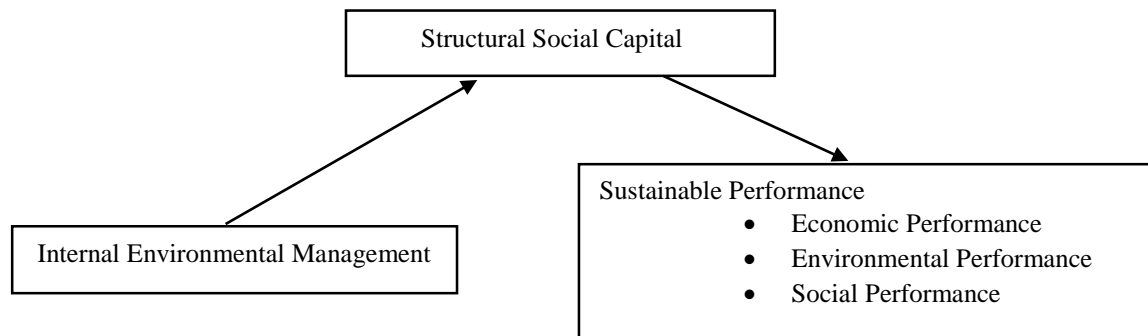 Structural Social Capital
Sustainable Performance
• Economic Performance
Internal Environmental Management
• Environmental Performance
• Social Performance